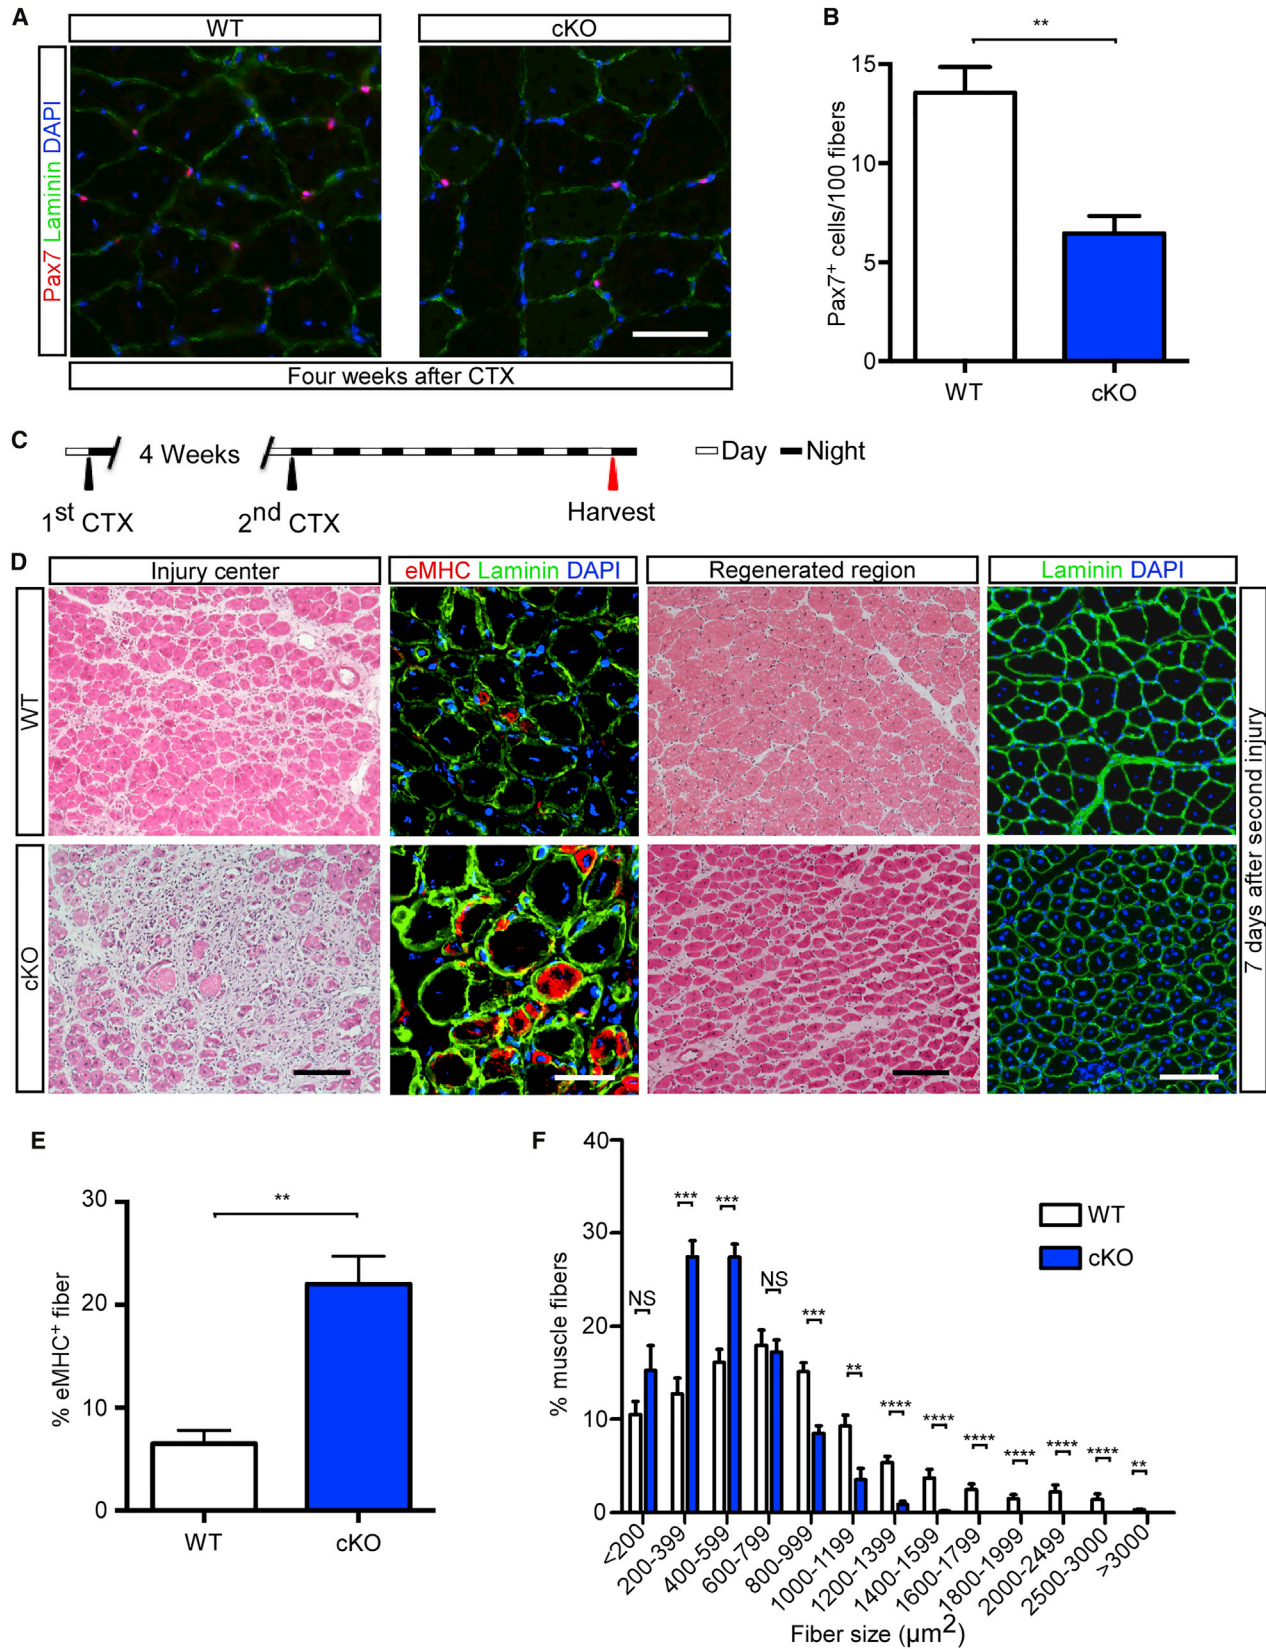 A
WT
cKO
Pax7 Laminin DAPI
Four weeks after CTX
B
**
Pax7+ cells/100 fibers
15
10
5
0
WT
cKO
C
4 Weeks
Day
Night
1st CTX
2nd CTX
Harvest
D
Injury center
eMHC Laminin DAPI
Regenerated region
Laminin DAPI
WT
cKO
7 days after second injury
E
**
% eMHC+ fiber
30
20
10
0
WT
cKO
F
% muscle fibers
40
30
20
10
0
NS
***
***
NS
***
**
****
****
****
****
****
****
**
WT
cKO
<200
200-399
400-599
600-799
800-999
1000-1199
1200-1399
1400-1599
1600-1799
1800-1999
2000-2499
2500-3000
>3000
Fiber size (µm2)